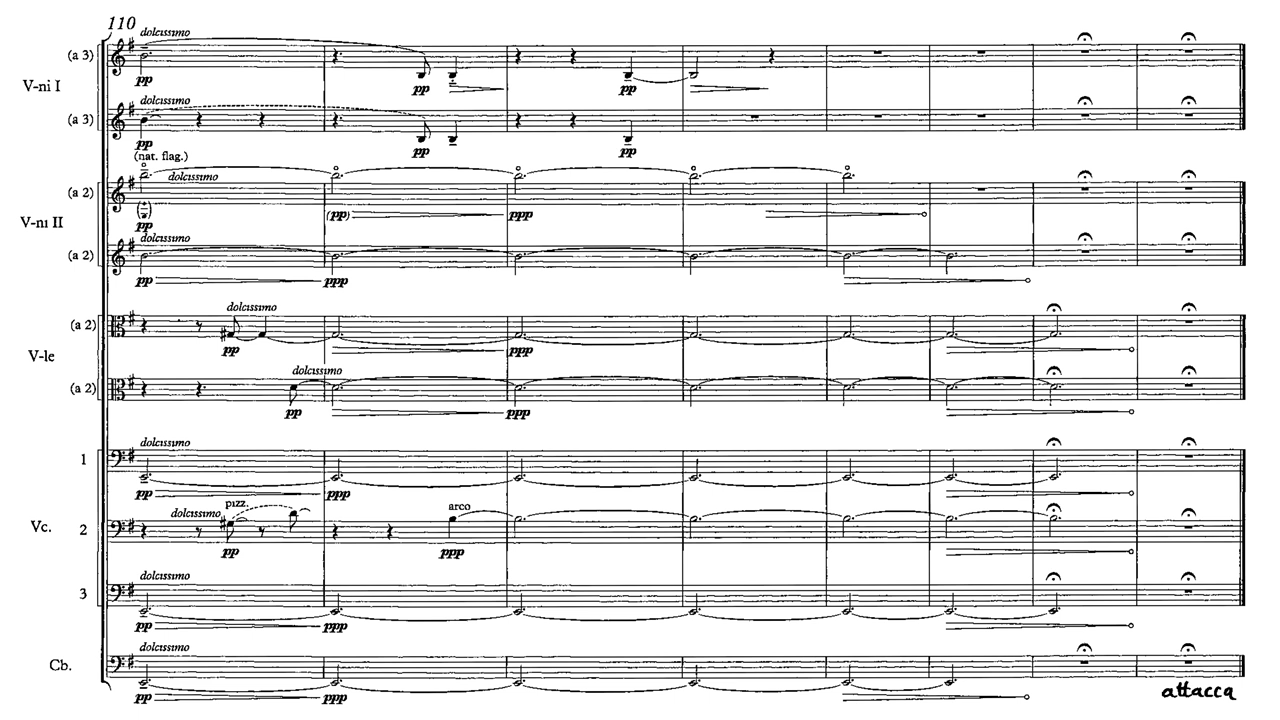 110
dolcissimo
(a 3)
V-ni I
pp pp pp
dolcissimo
(a 3)
pp pp pp
(nat. flag.)
dolcissimo
(a 2)
V-ni II
pp (pp) ppp
dolcissimo
(a 2)
pp ppp
dolcissimo
(a 2)
V-le
pp ppp
dolcissimo
(a 2)
pp ppp
dolcissimo
1
pp ppp
dolcissimo pizz. arco
Vc. 2
pp ppp
dolcissimo
3
pp ppp
dolcissimo
Cb.
pp ppp
attacca